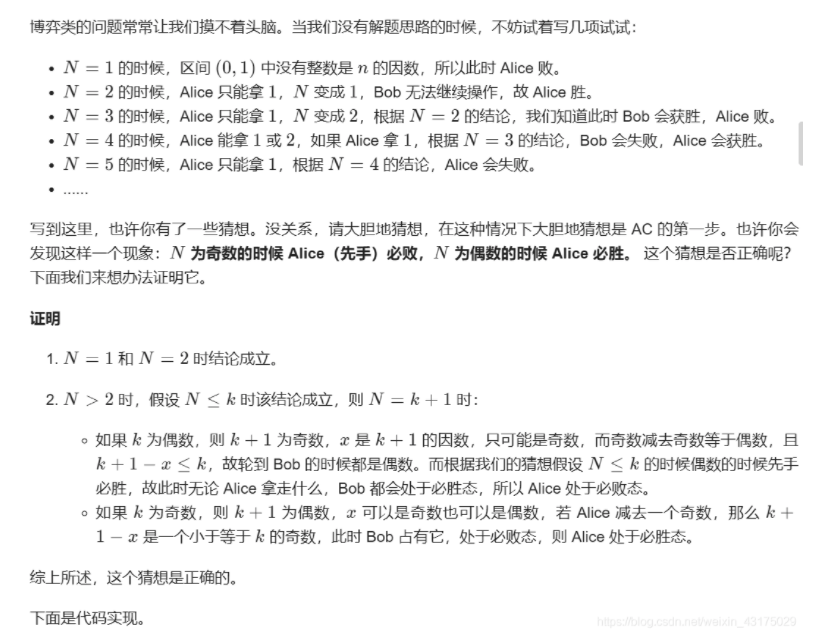 博弈类的问题常常让我们摸不着头脑。当我们没有解题思路的时候，不妨试着写几项试试：
• N = 1 的时候，区间 (0, 1) 中没有整数是 n 的因数，所以此时 Alice 败。
• N = 2 的时候，Alice 只能拿 1，N 变成 1，Bob 无法继续操作，故 Alice 胜。
• N = 3 的时候，Alice 只能拿 1，N 变成 2，根据 N = 2 的结论，我们知道此时 Bob 会获胜，Alice 败。
• N = 4 的时候，Alice 能拿 1 或 2，如果 Alice 拿 1，根据 N = 3 的结论，Bob 会失败，Alice 会获胜。
• N = 5 的时候，Alice 只能拿 1，根据 N = 4 的结论，Alice 会失败。
• ......
写到这里，也许你有了一些猜想。没关系，请大胆地猜想，在这种情况下大胆地猜想是 AC 的第一步。也许你会
发现这样一个现象：N 为奇数的时候 Alice（先手）必败，N 为偶数的时候 Alice 必胜。 这个猜想是否正确呢？
下面我们来想办法证明它。
证明
1. N = 1 和 N = 2 时结论成立。
2. N > 2 时，假设 N ≤ k 时该结论成立，则 N = k + 1 时：
◦ 如果 k 为偶数，则 k + 1 为奇数，x 是 k + 1 的因数，只可能是奇数，而奇数减去奇数等于偶数，且
k + 1 − x ≤ k，故轮到 Bob 的时候都是偶数。而根据我们的猜想假设 N ≤ k 的时候偶数的时候先手
必胜，故此时无论 Alice 拿走什么，Bob 都会处于必胜态，所以 Alice 处于必败态。
◦ 如果 k 为奇数，则 k + 1 为偶数，x 可以是奇数也可以是偶数，若 Alice 减去一个奇数，那么 k +
1 − x 是一个小于等于 k 的奇数，此时 Bob 占有它，处于必败态，则 Alice 处于必胜态。
综上所述，这个猜想是正确的。
下面是代码实现。
https://blog.csdn.net/weixin_43175029